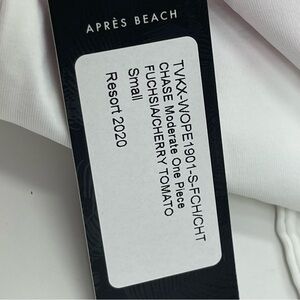 APRÈS BEACH
TVKX-WOPE1901-S-FCH/CHT
CHASE Moderate One Piece
FUCHSIA/CHERRY TOMATO
Small
Resort 2020